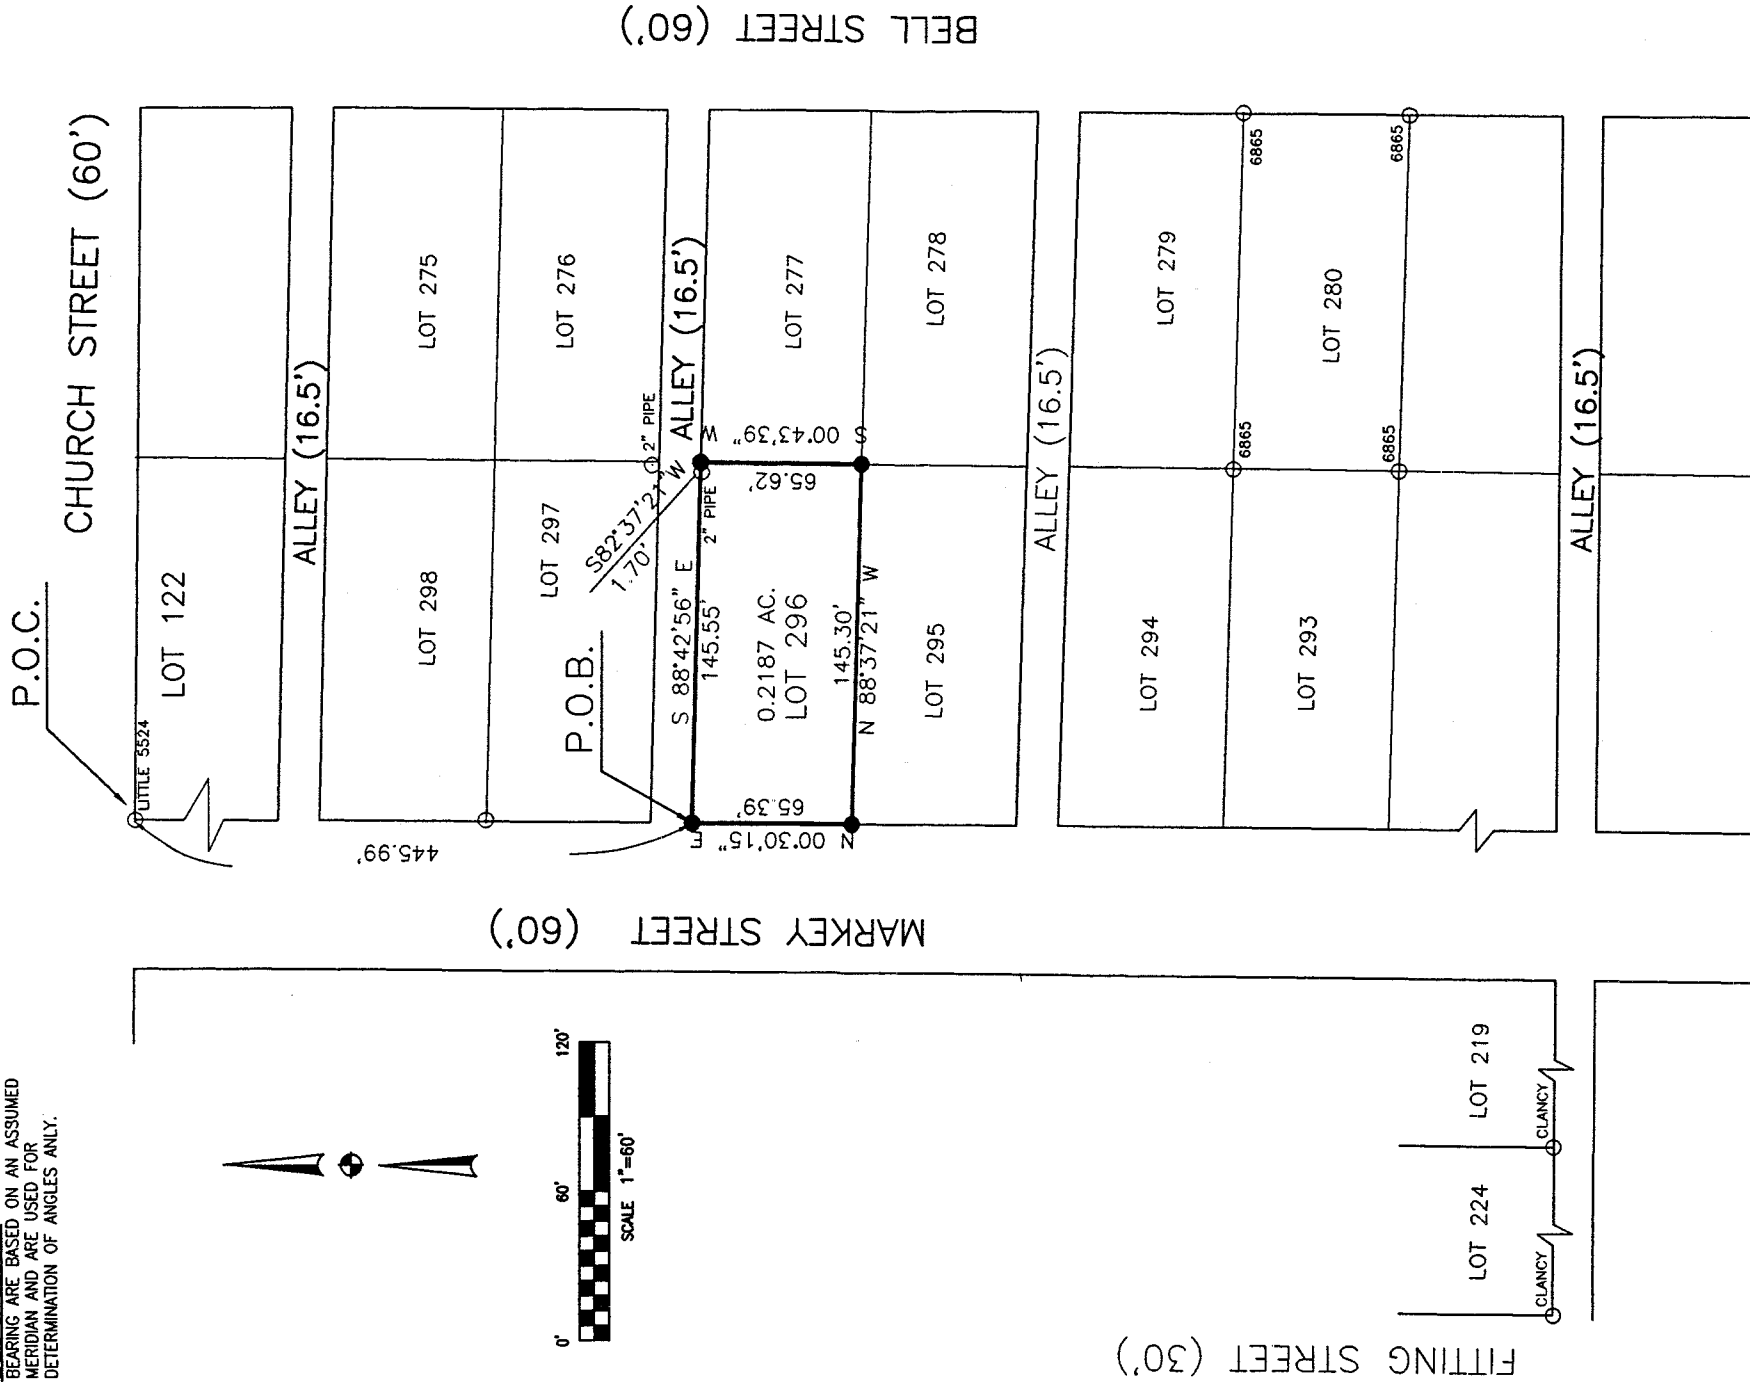 BELL STREET (60')
CHURCH STREET (60')
P.O.C.
LITTLE 5524
LOT 122
ALLEY (16.5')
LOT 275
LOT 298
LOT 276
LOT 297
2" PIPE
ALLEY (16.5')
S82°37'21"W
1.70'
P.O.B.
S 88°42'56" E
145.55'
2" PIPE
S 00°43'39" W
65.62'
0.2187 AC.
LOT 296
N 00°30'15" E
65.39'
445.99'
145.30'
N 88°37'21" W
LOT 277
LOT 278
LOT 295
ALLEY (16.5')
LOT 279
LOT 294
6865
6865
LOT 280
LOT 293
6865
6865
ALLEY (16.5')
MARKEY STREET (60')
BEARING ARE BASED ON AN ASSUMED
MERIDIAN AND ARE USED FOR
DETERMINATION OF ANGLES ANLY.
0' 60' 120'
SCALE 1"=60'
LOT 219
CLANCY
LOT 224
CLANCY
FITTING STREET (30')